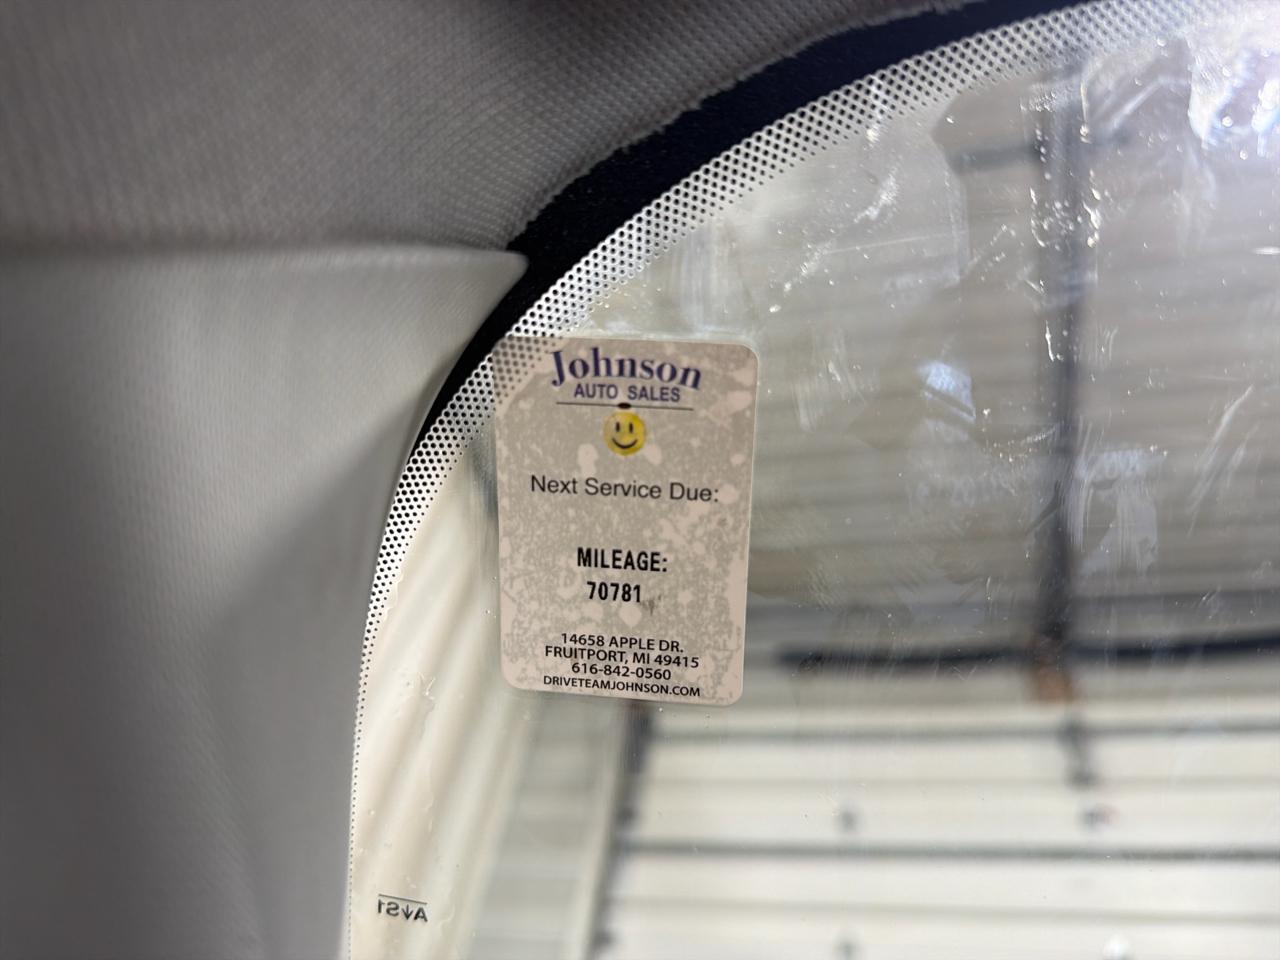 Johnson
AUTO SALES
Next Service Due:
MILEAGE:
70781
14658 APPLE DR.
FRUITPORT, MI 49415
616-842-0560
DRIVETEAMJOHNSON.COM
A↓S1